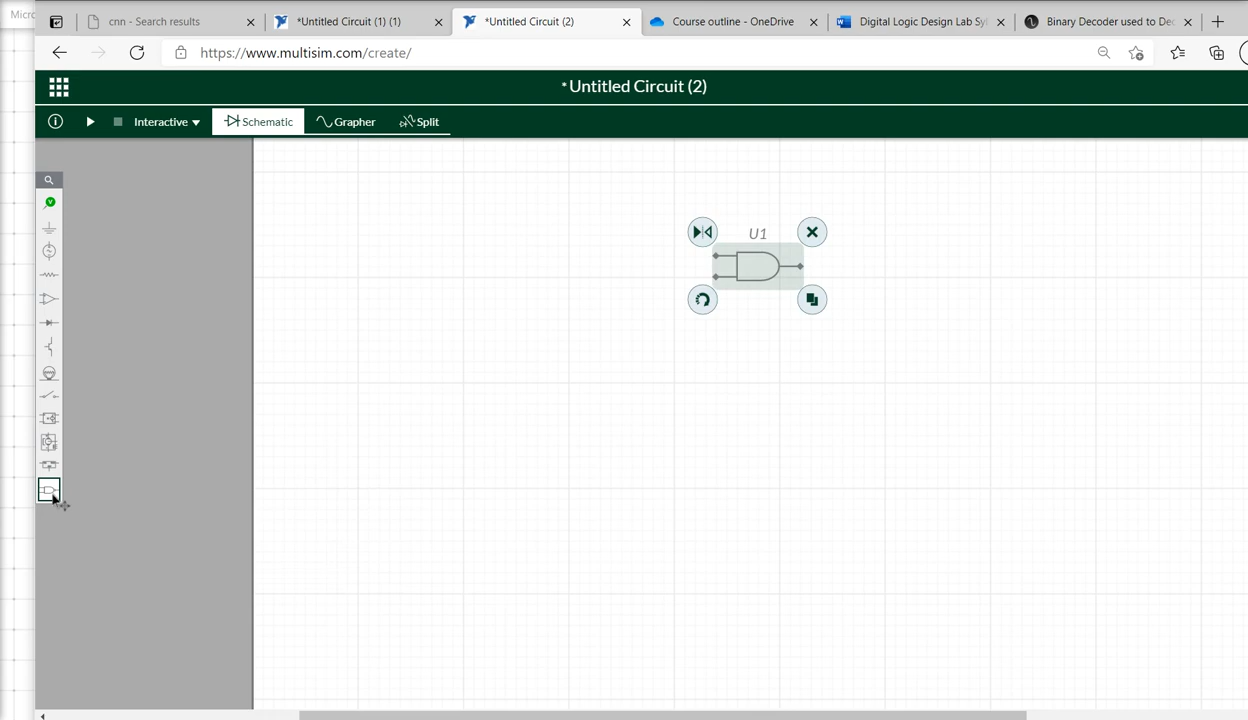 Micro
cnn - Search results
*Untitled Circuit (1) (1)
*Untitled Circuit (2)
Course outline - OneDrive
Digital Logic Design Lab Syl
Binary Decoder used to Dec
https://www.multisim.com/create/
*Untitled Circuit (2)
Interactive
Schematic
Grapher
Split
V
U1